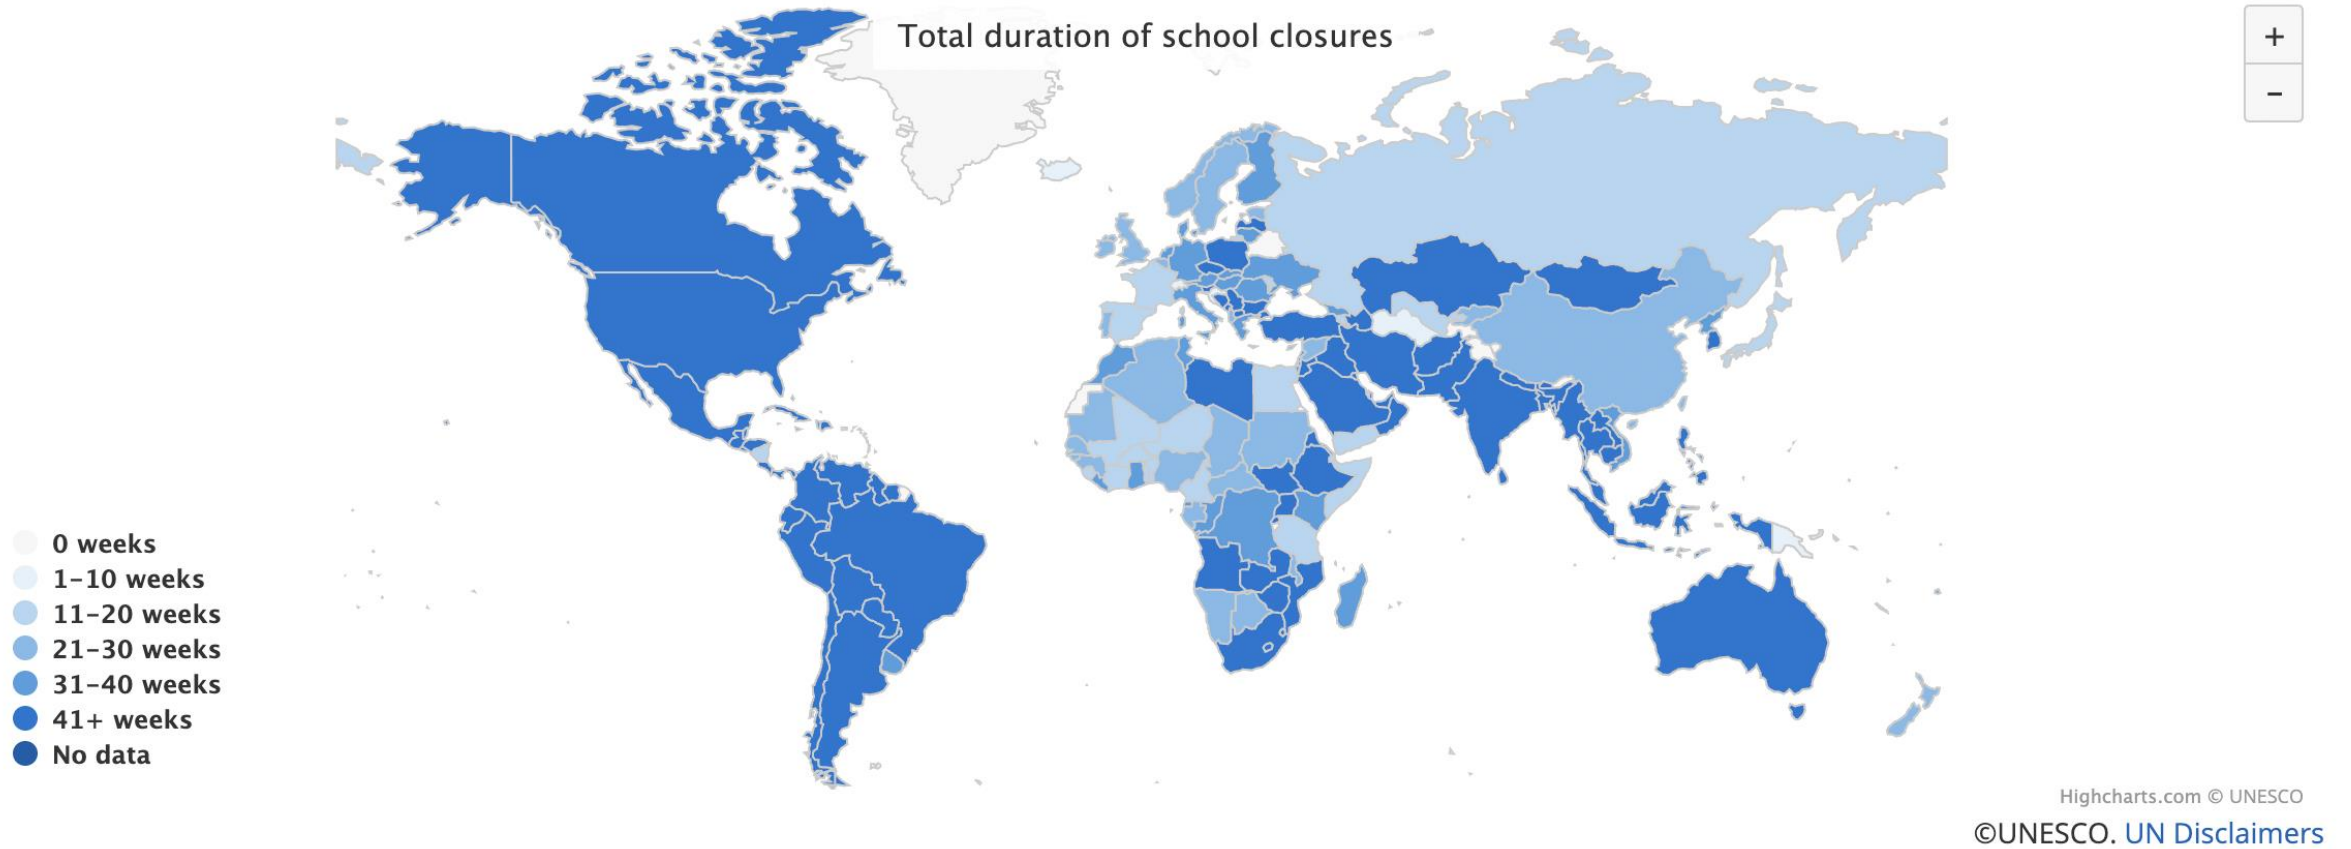 Total duration of school closures
+
−
0 weeks
1–10 weeks
11–20 weeks
21–30 weeks
31–40 weeks
41+ weeks
No data
Highcharts.com © UNESCO
©UNESCO. UN Disclaimers